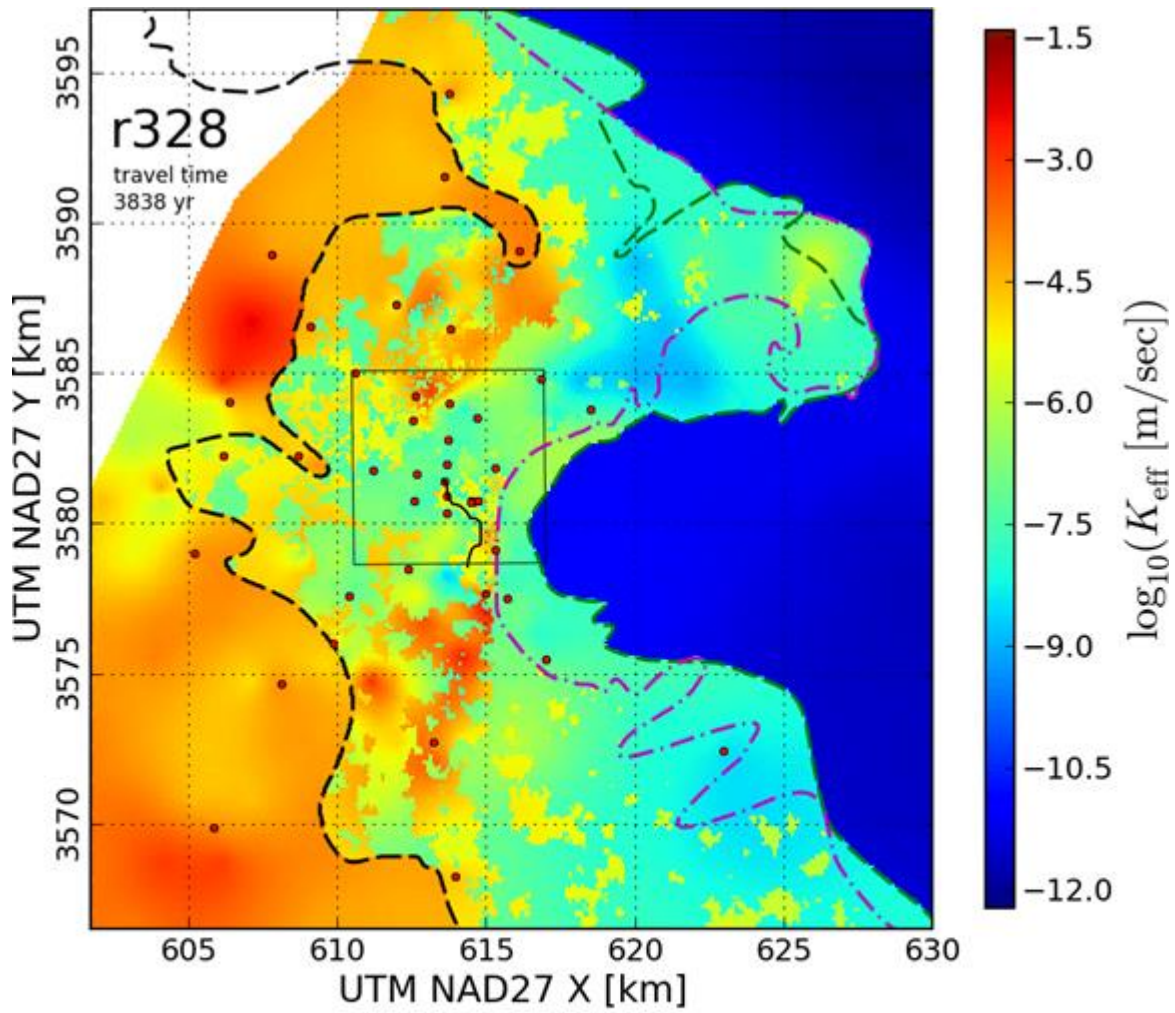 r328
travel time
3838 yr
UTM NAD27 Y [km]
3595
3590
3585
3580
3575
3570
605 610 615 620 625 630
UTM NAD27 X [km]
−1.5
−3.0
−4.5
−6.0
−7.5
−9.0
−10.5
−12.0
log₁₀(K_eff [m/sec])